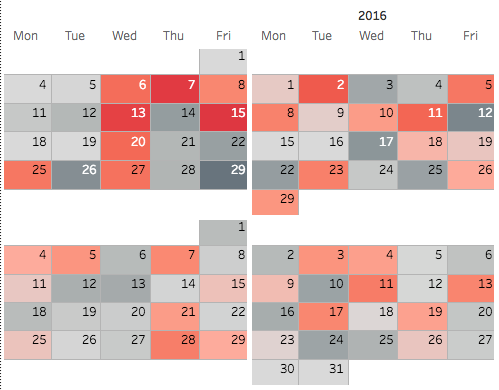 2016
Mon Tue Wed Thu Fri Mon Tue Wed Thu Fri
1
4 5 6 7 8 1 2 3 4 5
11 12 13 14 15 8 9 10 11 12
18 19 20 21 22 15 16 17 18 19
25 26 27 28 29 22 23 24 25 26
29
1
4 5 6 7 8 2 3 4 5 6
11 12 13 14 15 9 10 11 12 13
18 19 20 21 22 16 17 18 19 20
25 26 27 28 29 23 24 25 26 27
30 31